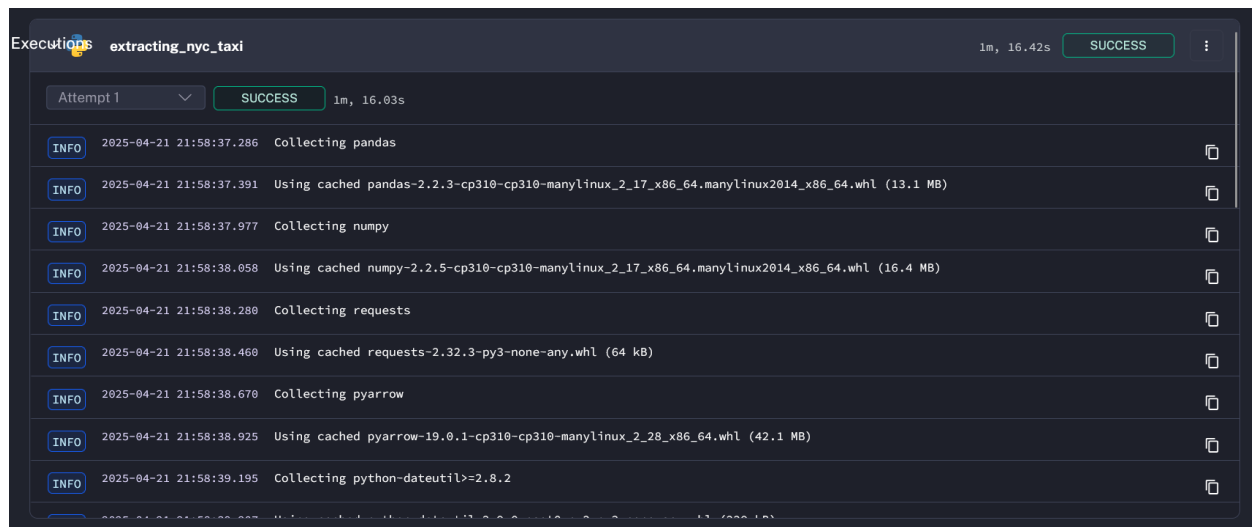 Executions
extracting_nyc_taxi 1m, 16.42s SUCCESS
Attempt 1 SUCCESS 1m, 16.03s
INFO 2025-04-21 21:58:37.286 Collecting pandas
INFO 2025-04-21 21:58:37.391 Using cached pandas-2.2.3-cp310-cp310-manylinux_2_17_x86_64.manylinux2014_x86_64.whl (13.1 MB)
INFO 2025-04-21 21:58:37.977 Collecting numpy
INFO 2025-04-21 21:58:38.058 Using cached numpy-2.2.5-cp310-cp310-manylinux_2_17_x86_64.manylinux2014_x86_64.whl (16.4 MB)
INFO 2025-04-21 21:58:38.280 Collecting requests
INFO 2025-04-21 21:58:38.460 Using cached requests-2.32.3-py3-none-any.whl (64 kB)
INFO 2025-04-21 21:58:38.670 Collecting pyarrow
INFO 2025-04-21 21:58:38.925 Using cached pyarrow-19.0.1-cp310-cp310-manylinux_2_28_x86_64.whl (42.1 MB)
INFO 2025-04-21 21:58:39.195 Collecting python-dateutil>=2.8.2